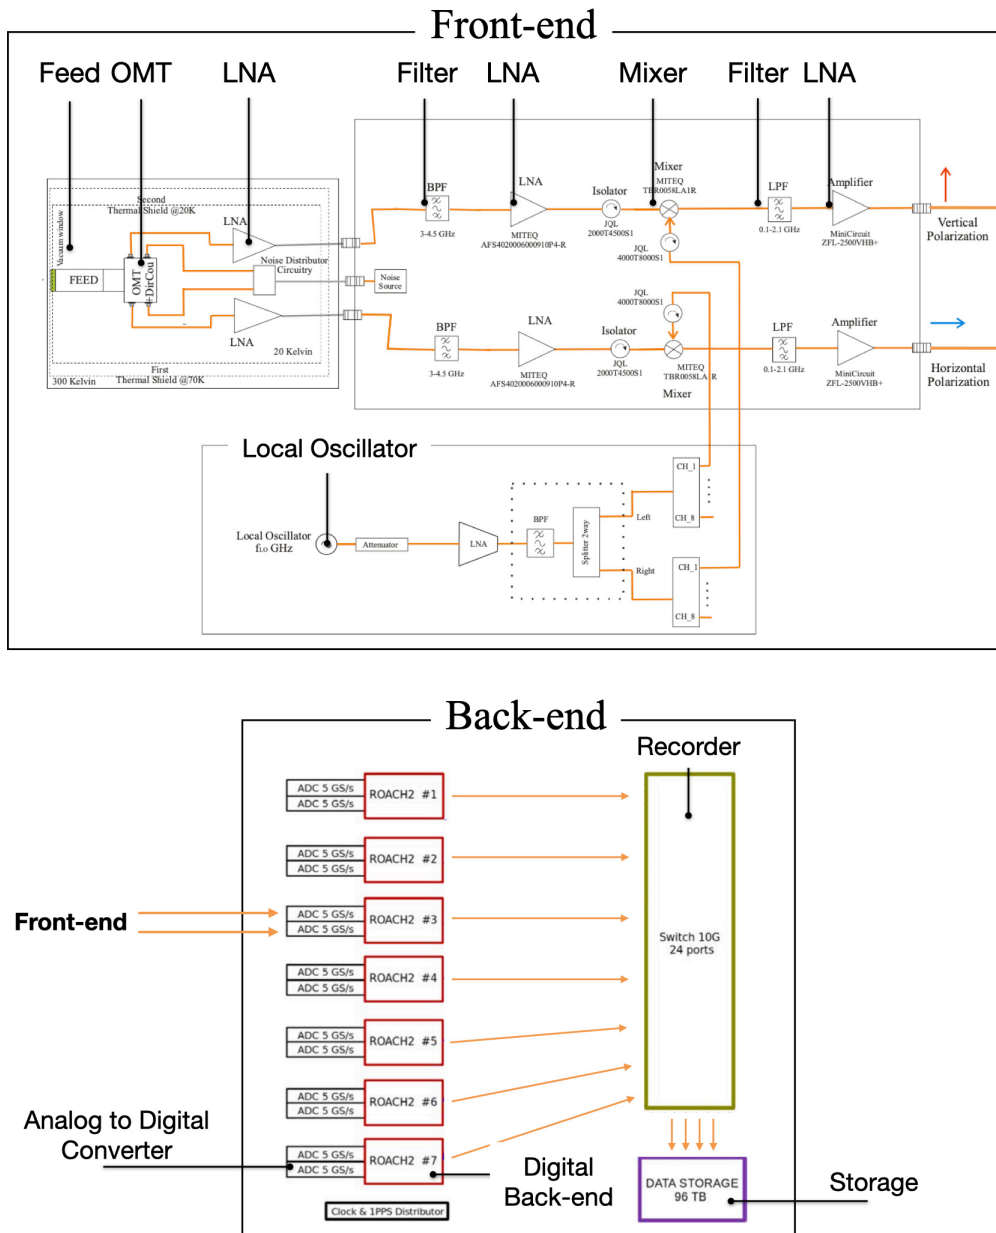 Front-end
Feed OMT LNA Filter LNA Mixer Filter LNA
Second
Thermal Shield @20K
Vacuum window
LNA
FEED
OMT
+DirCou
Noise Distributor
Circuitry
Noise
Source
LNA
20 Kelvin
First
300 Kelvin Thermal Shield @70K
BPF
3-4.5 GHz
LNA
MITEQ
AFS4020006000910P4-R
Isolator
JQL
2000T4500S1
Mixer
MITEQ
TBR0058LA1R
JQL
4000T8000S1
LPF
0.1-2.1 GHz
Amplifier
MiniCircuit
ZFL-2500VHB+
Vertical
Polarization
BPF
3-4.5 GHz
LNA
MITEQ
AFS4020006000910P4-R
Isolator
JQL
2000T4500S1
JQL
4000T8000S1
MITEQ
TBR0058LA1R
Mixer
LPF
0.1-2.1 GHz
Amplifier
MiniCircuit
ZFL-2500VHB+
Horizontal
Polarization
Local Oscillator
Local Oscillator
fLO GHz
Attenuator
LNA
BPF
Splitter 2way
Left
Right
CH_1
CH_8
CH_1
CH_8
Back-end
Recorder
ADC 5 GS/s
ADC 5 GS/s
ROACH2 #1
ADC 5 GS/s
ADC 5 GS/s
ROACH2 #2
Front-end
ADC 5 GS/s
ADC 5 GS/s
ROACH2 #3
Switch 10G
24 ports
ADC 5 GS/s
ADC 5 GS/s
ROACH2 #4
ADC 5 GS/s
ADC 5 GS/s
ROACH2 #5
ADC 5 GS/s
ADC 5 GS/s
ROACH2 #6
Analog to Digital
Converter
ADC 5 GS/s
ADC 5 GS/s
ROACH2 #7
Digital
Back-end
DATA STORAGE
96 TB
Storage
Clock & 1PPS Distributor